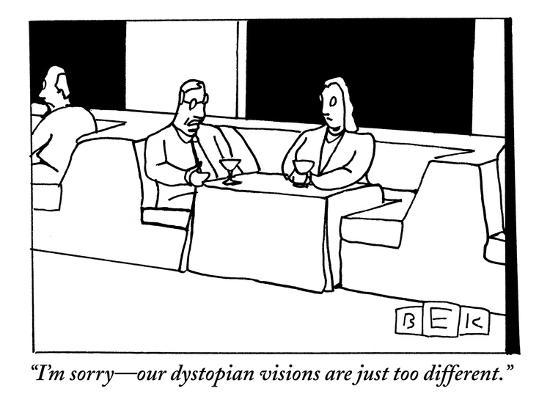 BEK
“I'm sorry—our dystopian visions are just too different.”